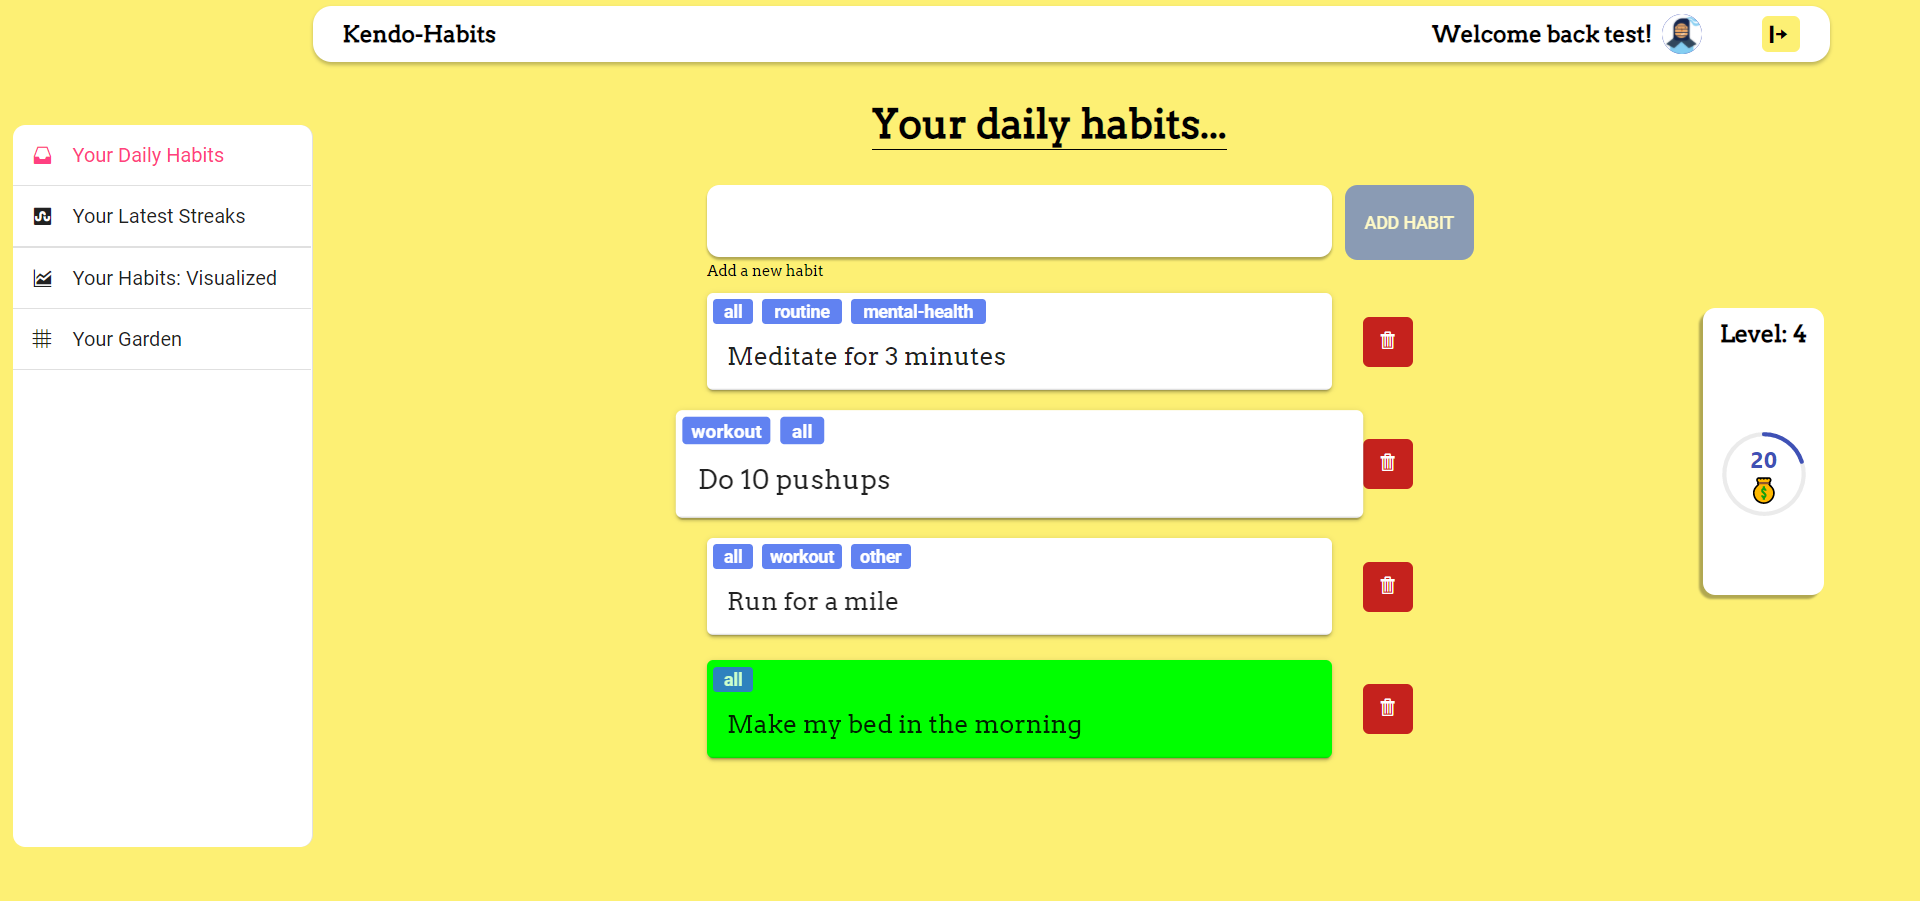 Kendo-Habits
Welcome back test!
Your Daily Habits
Your Latest Streaks
Your Habits: Visualized
Your Garden
Your daily habits...
ADD HABIT
Add a new habit
all routine mental-health
Meditate for 3 minutes
workout all
Do 10 pushups
all workout other
Run for a mile
all
Make my bed in the morning
Level: 4
20